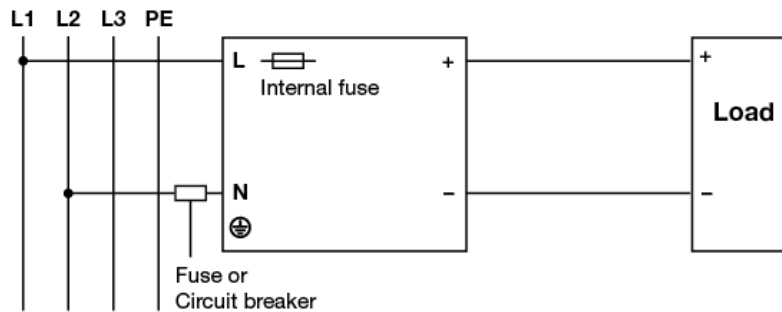 L1 L2 L3 PE
L + +
Internal fuse
Load
N − −
Fuse or
Circuit breaker